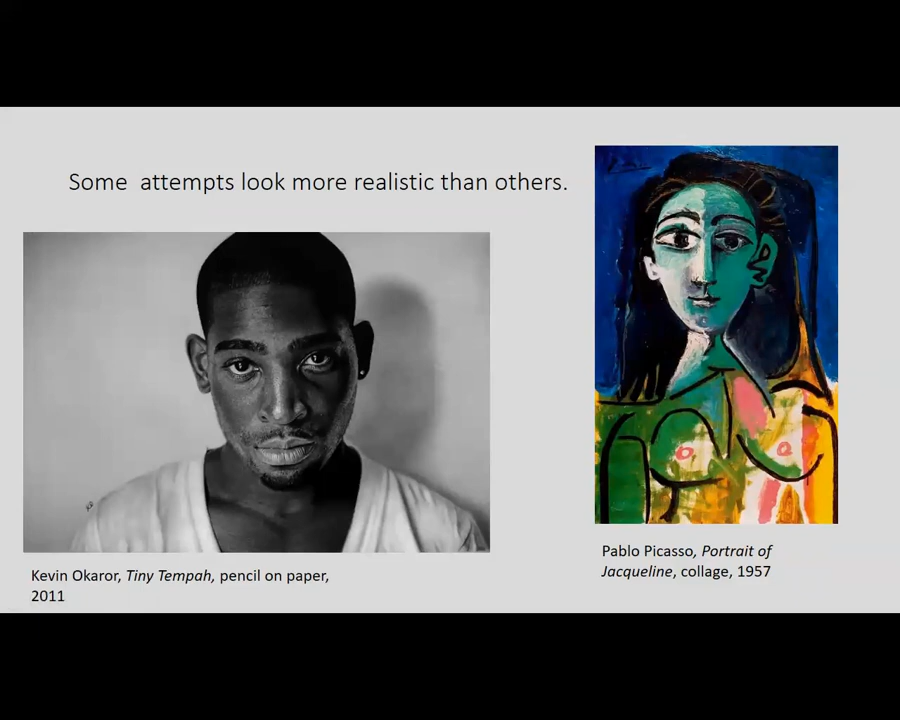 Some  attempts look more realistic than others.
Kevin Okaror, Tiny Tempah, pencil on paper,
2011
Pablo Picasso, Portrait of
Jacqueline, collage, 1957